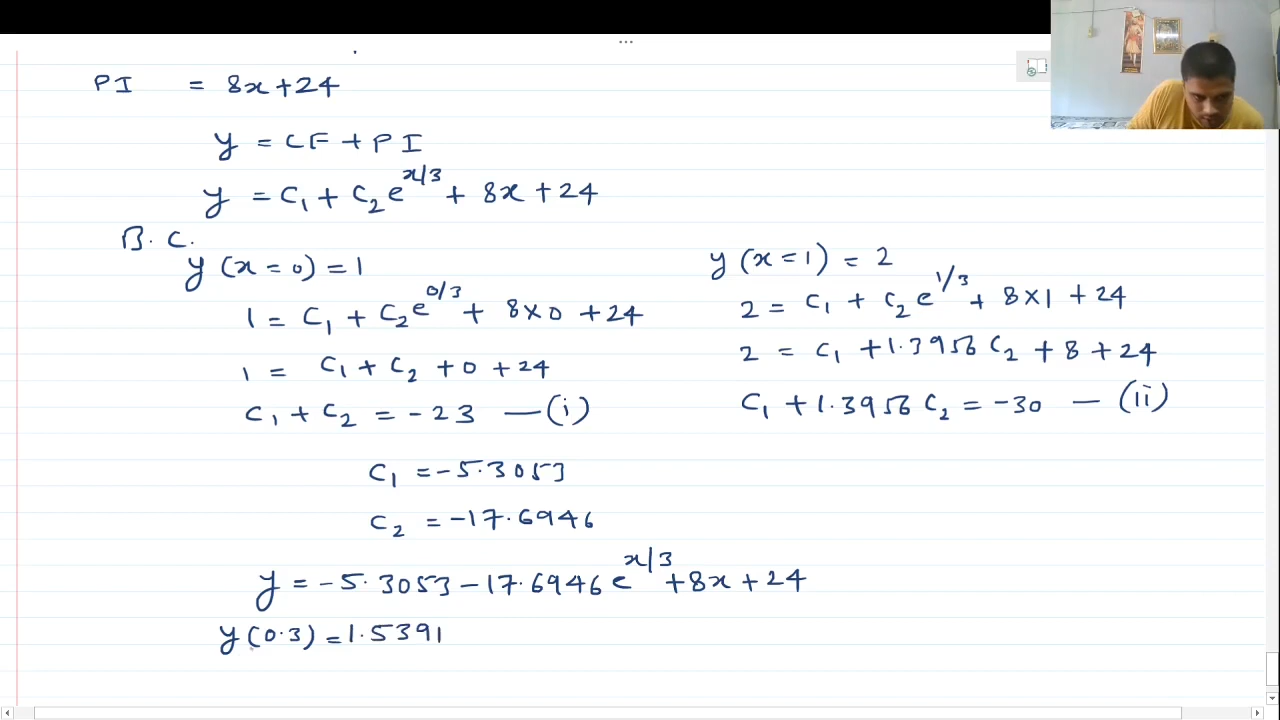 PI = 8x+24
y = CF + PI
y = C₁ + C₂e^(x/3) + 8x + 24
B. C.
y (x = 0) = 1
1 = C₁ + C₂e^(0/3) + 8×0 + 24
1 = C₁ + C₂ + 0 + 24
C₁ + C₂ = -23 —(i)
y (x = 1) = 2
2 = C₁ + C₂e^(1/3) + 8×1 + 24
2 = C₁ + 1.3956 C₂ + 8 + 24
C₁ + 1.3956 C₂ = -30 — (ii)
C₁ = -5.3053
C₂ = -17.6946
y = -5.3053 - 17.6946 e^(x/3) + 8x + 24
y (0.3) = 1.5391